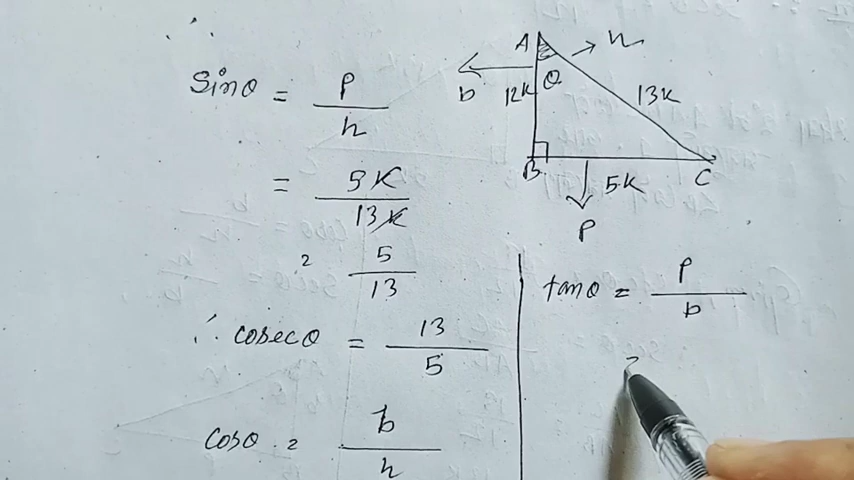 ∴
Sinθ = p/h
= 5K/13K
= 5/13
∴ cosecθ = 13/5
cosθ = b/h
A
h
θ
b
12K
13K
B
5K
C
P
tanθ = p/b
=